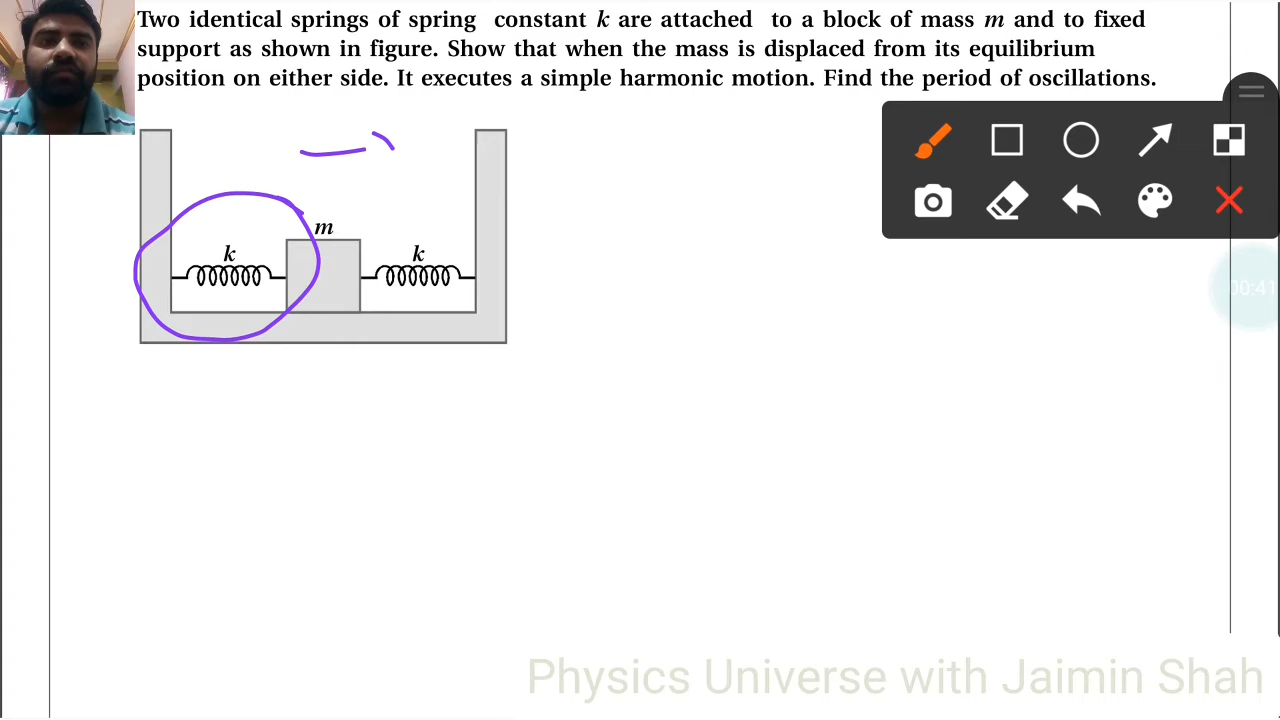 Two identical springs of spring constant k are attached to a block of mass m and to fixed
support as shown in figure. Show that when the mass is displaced from its equilibrium
position on either side. It executes a simple harmonic motion. Find the period of oscillations.
m
k k
00:41
Physics Universe with Jaimin Shah